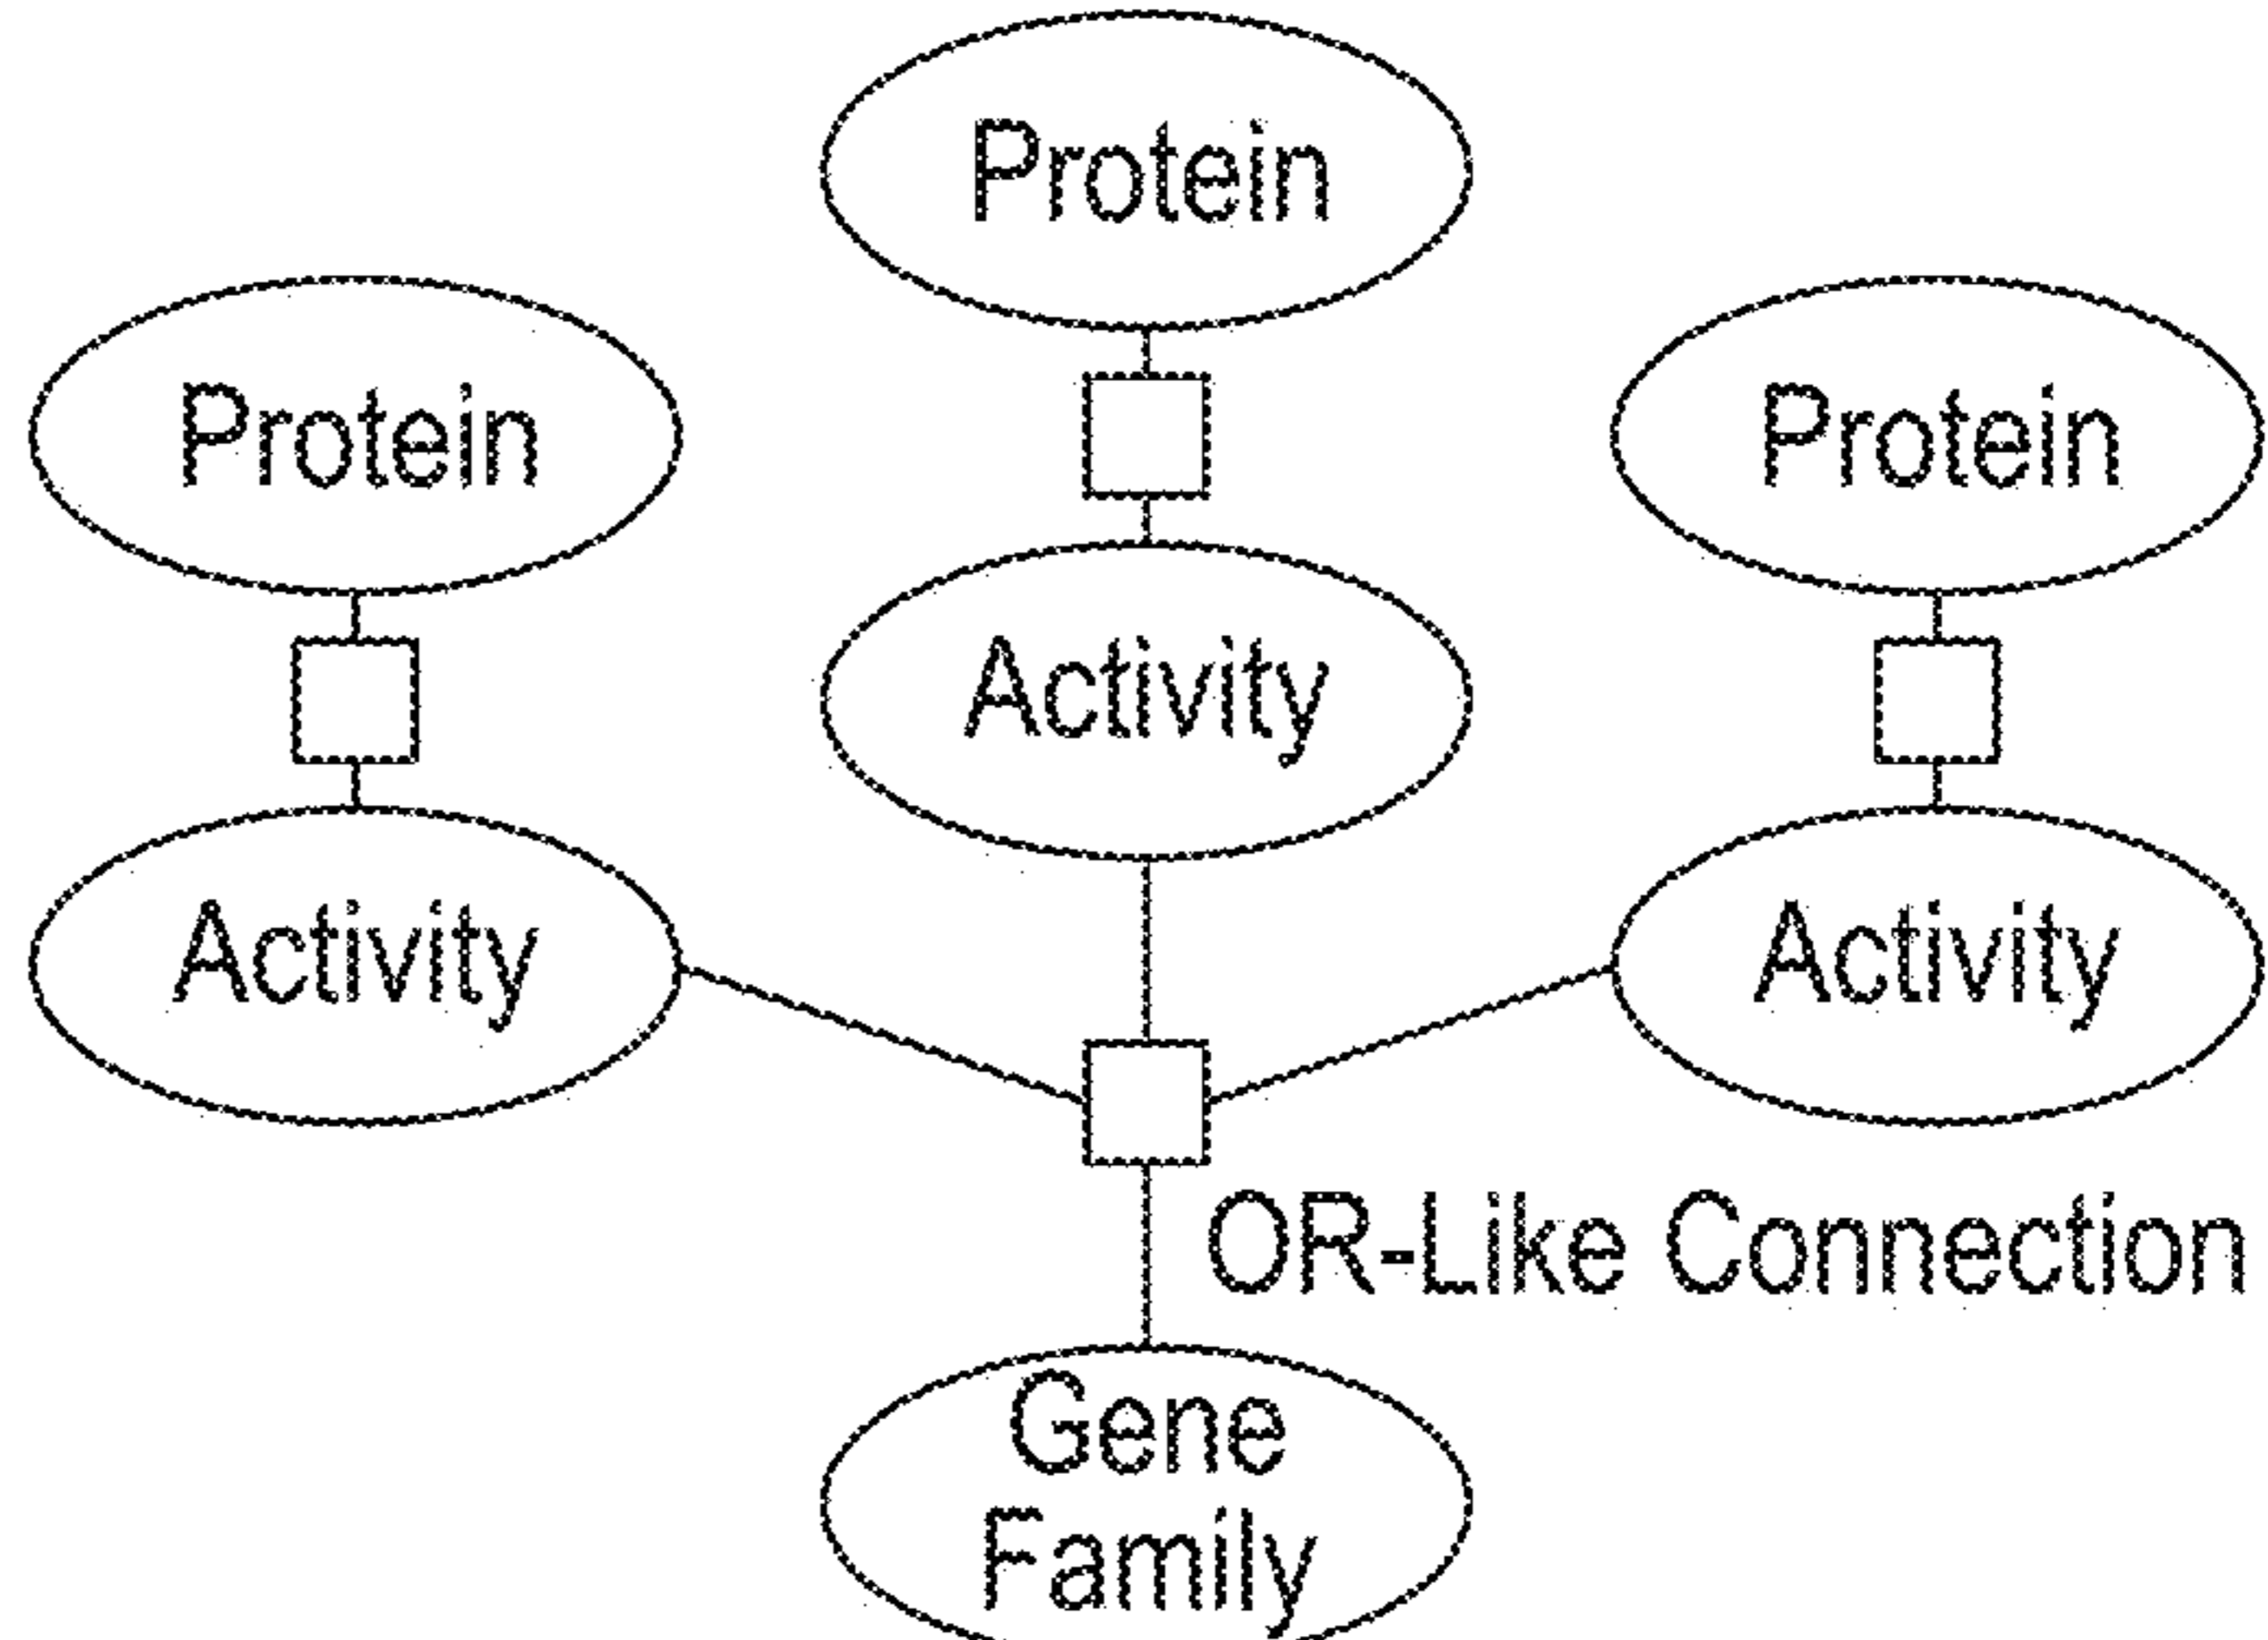 Protein
Protein
Protein
Activity
Activity
Activity
OR-Like Connection
Gene
Family